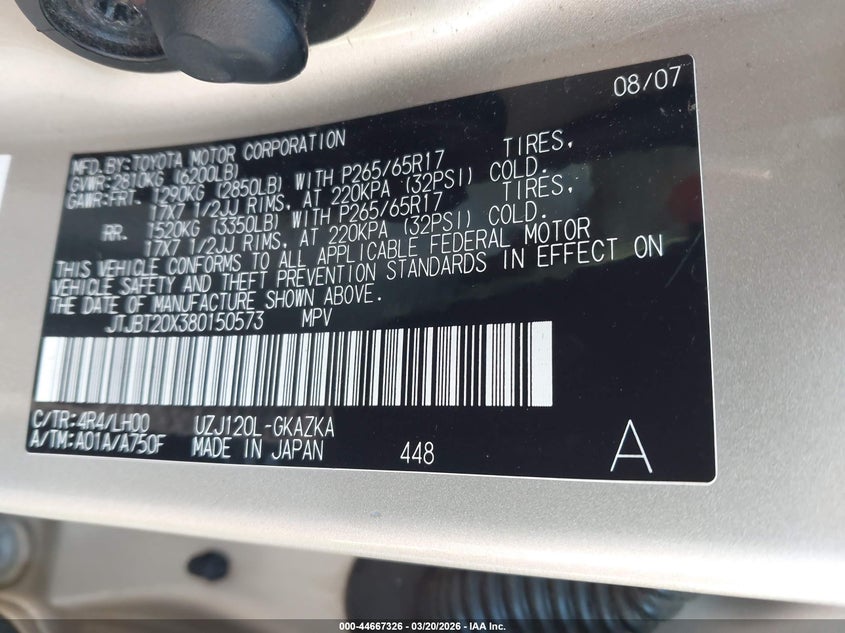 08/07
MFD. BY: TOYOTA MOTOR CORPORATION
GVWR: 2810KG (6200LB)
GAWR: FRT. 1290KG (2850LB) WITH P265/65R17 TIRES,
17X7 1/2JJ RIMS, AT 220KPA (32PSI) COLD.
RR. 1520KG (3350LB) WITH P265/65R17 TIRES,
17X7 1/2JJ RIMS, AT 220KPA (32PSI) COLD.
THIS VEHICLE CONFORMS TO ALL APPLICABLE FEDERAL MOTOR
VEHICLE SAFETY AND THEFT PREVENTION STANDARDS IN EFFECT ON
THE DATE OF MANUFACTURE SHOWN ABOVE.
JTJBT20X380150573 MPV
C/TR: 4R4/LH00 UZJ120L-GKAZKA
A/TM: A01A/A750F MADE IN JAPAN 448 A
000-44667326 | 03/20/2026 | IAA Inc.